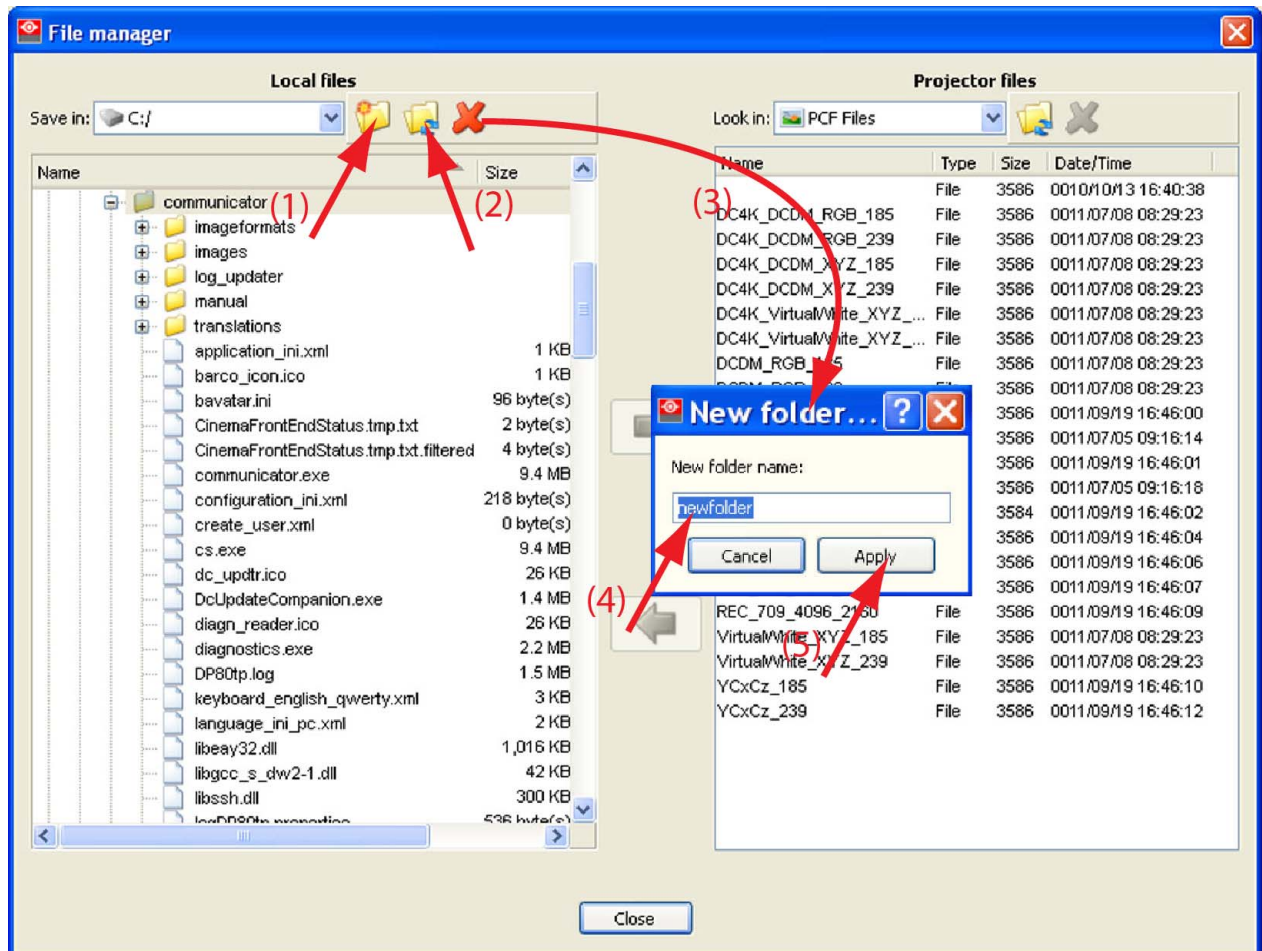 File manager
Local files
Projector files
Save in: C:/
Look in: PCF Files
Name Size
communicator
imageformats
images
log_updater
manual
translations
application_ini.xml 1 KB
barco_icon.ico 1 KB
bavatar.ini 96 byte(s)
CinemaFrontEndStatus.tmp.txt 2 byte(s)
CinemaFrontEndStatus.tmp.txt.filtered 4 byte(s)
communicator.exe 9.4 MB
configuration_ini.xml 218 byte(s)
create_user.xml 0 byte(s)
cs.exe 9.4 MB
dc_updtr.ico 26 KB
DcUpdateCompanion.exe 1.4 MB
diagn_reader.ico 26 KB
diagnostics.exe 2.2 MB
DP80tp.log 1.5 MB
keyboard_english_qwerty.xml 3 KB
language_ini_pc.xml 2 KB
libeay32.dll 1,016 KB
libgcc_s_dw2-1.dll 42 KB
libssh.dll 300 KB
logDP80tp.properties 536 byte(s)
(1)
(2)
(3)
Name Type Size Date/Time
File 3586 0010/10/13 16:40:38
DC4K_DCDM_RGB_185 File 3586 0011/07/08 08:29:23
DC4K_DCDM_RGB_239 File 3586 0011/07/08 08:29:23
DC4K_DCDM_XYZ_185 File 3586 0011/07/08 08:29:23
DC4K_DCDM_XYZ_239 File 3586 0011/07/08 08:29:23
DC4K_VirtualWhite_XYZ_... File 3586 0011/07/08 08:29:23
DC4K_VirtualWhite_XYZ_... File 3586 0011/07/08 08:29:23
DCDM_RGB_185 File 3586 0011/07/08 08:29:23
3586 0011/07/08 08:29:23
3586 0011/09/19 16:46:00
3586 0011/07/05 09:16:14
3586 0011/09/19 16:46:01
3586 0011/07/05 09:16:18
3584 0011/09/19 16:46:02
3586 0011/09/19 16:46:04
3586 0011/09/19 16:46:06
3586 0011/09/19 16:46:07
REC_709_4096_2160 File 3586 0011/09/19 16:46:09
VirtualWhite_XYZ_185 File 3586 0011/07/08 08:29:23
VirtualWhite_XYZ_239 File 3586 0011/07/08 08:29:23
YCxCz_185 File 3586 0011/09/19 16:46:10
YCxCz_239 File 3586 0011/09/19 16:46:12
New folder... ?
New folder name:
newfolder
Cancel Apply
(4)
(5)
Close